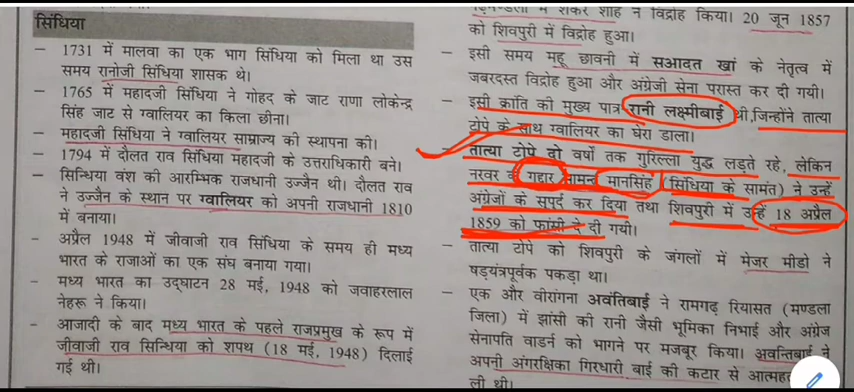 सिंधिया
– 1731 में मालवा का एक भाग सिंधिया को मिला था उस
समय रानोजी सिंधिया शासक थे।
– 1765 में महादजी सिंधिया ने गोहद के जाट राणा लोकेन्द्र
सिंह जाट से ग्वालियर का किला छीना।
– महादजी सिंधिया ने ग्वालियर साम्राज्य की स्थापना की।
– 1794 में दौलत राव सिंधिया महादजी के उत्तराधिकारी बने।
– सिन्धिया वंश की आरम्भिक राजधानी उज्जैन थी। दौलत राव
ने उज्जैन के स्थान पर ग्वालियर को अपनी राजधानी 1810
में बनाया।
– अप्रैल 1948 में जीवाजी राव सिंधिया के समय ही मध्य
भारत के राजाओं का एक संघ बनाया गया।
– मध्य भारत का उद्घाटन 28 मई, 1948 को जवाहरलाल
नेहरू ने किया।
– आजादी के बाद मध्य भारत के पहले राजप्रमुख के रूप में
जीवाजी राव सिन्धिया को शपथ (18 मई, 1948) दिलाई
गई थी।
में शंकर शाह ने विद्रोह किया। 20 जून 1857
को शिवपुरी में विद्रोह हुआ।
– इसी समय महू छावनी में सआदत खां के नेतृत्व में
जबरदस्त विद्रोह हुआ और अंग्रेजी सेना परास्त कर दी गयी।
– इसी क्रांति की मुख्य पात्र रानी लक्ष्मीबाई थी, जिन्होंने तात्या
टोपे के साथ ग्वालियर का घेरा डाला।
– तात्या टोपे दो वर्षो तक गुरिल्ला युद्ध लड़ते रहे, लेकिन
नरवर के गद्दार सामंत मानसिंह (सिंधिया के सामंत) ने उन्हें
अंग्रेजों के सुपुर्द कर दिया तथा शिवपुरी में उन्हें 18 अप्रैल
1859 को फांसी दे दी गयी।
– तात्या टोपे को शिवपुरी के जंगलों में मेजर मीडो ने
षड्यंत्रपूर्वक पकड़ा था।
– एक और वीरांगना अवंतिबाई ने रामगढ़ रियासत (मण्डला
जिला) में झांसी की रानी जैसी भूमिका निभाई और अंग्रेज
सेनापति वाडर्न को भागने पर मजबूर किया। अवन्तिबाई ने
अपनी अंगरक्षिका गिरधारी बाई की कटार से
ली थी।